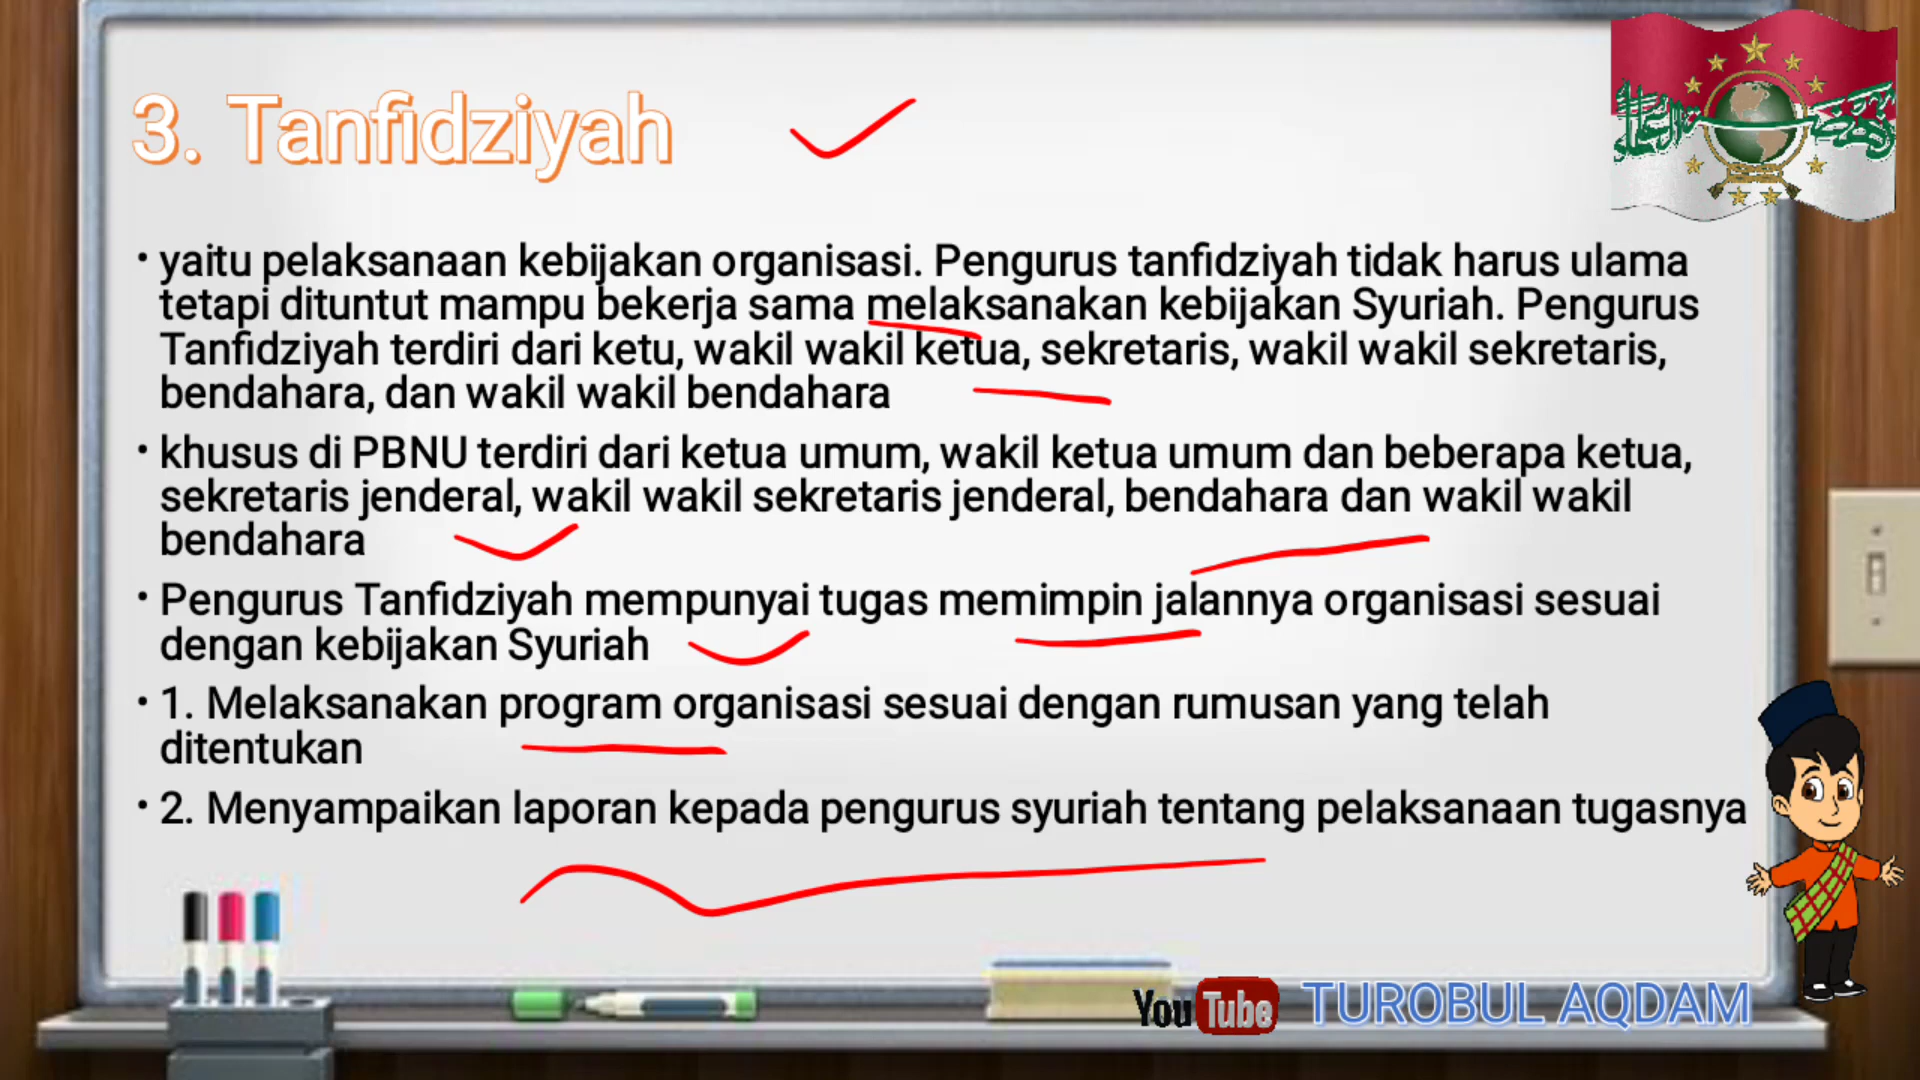 3. Tanfidziyah
• yaitu pelaksanaan kebijakan organisasi. Pengurus tanfidziyah tidak harus ulama
tetapi dituntut mampu bekerja sama melaksanakan kebijakan Syuriah. Pengurus
Tanfidziyah terdiri dari ketu, wakil wakil ketua, sekretaris, wakil wakil sekretaris,
bendahara, dan wakil wakil bendahara
• khusus di PBNU terdiri dari ketua umum, wakil ketua umum dan beberapa ketua,
sekretaris jenderal, wakil wakil sekretaris jenderal, bendahara dan wakil wakil
bendahara
• Pengurus Tanfidziyah mempunyai tugas memimpin jalannya organisasi sesuai
dengan kebijakan Syuriah
• 1. Melaksanakan program organisasi sesuai dengan rumusan yang telah
ditentukan
• 2. Menyampaikan laporan kepada pengurus syuriah tentang pelaksanaan tugasnya
YouTube TUROBUL AQDAM